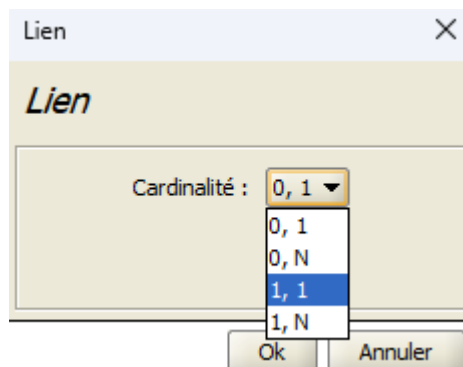 Lien
Lien
Cardinalité : 0, 1
0, 1
0, N
1, 1
1, N
Ok Annuler